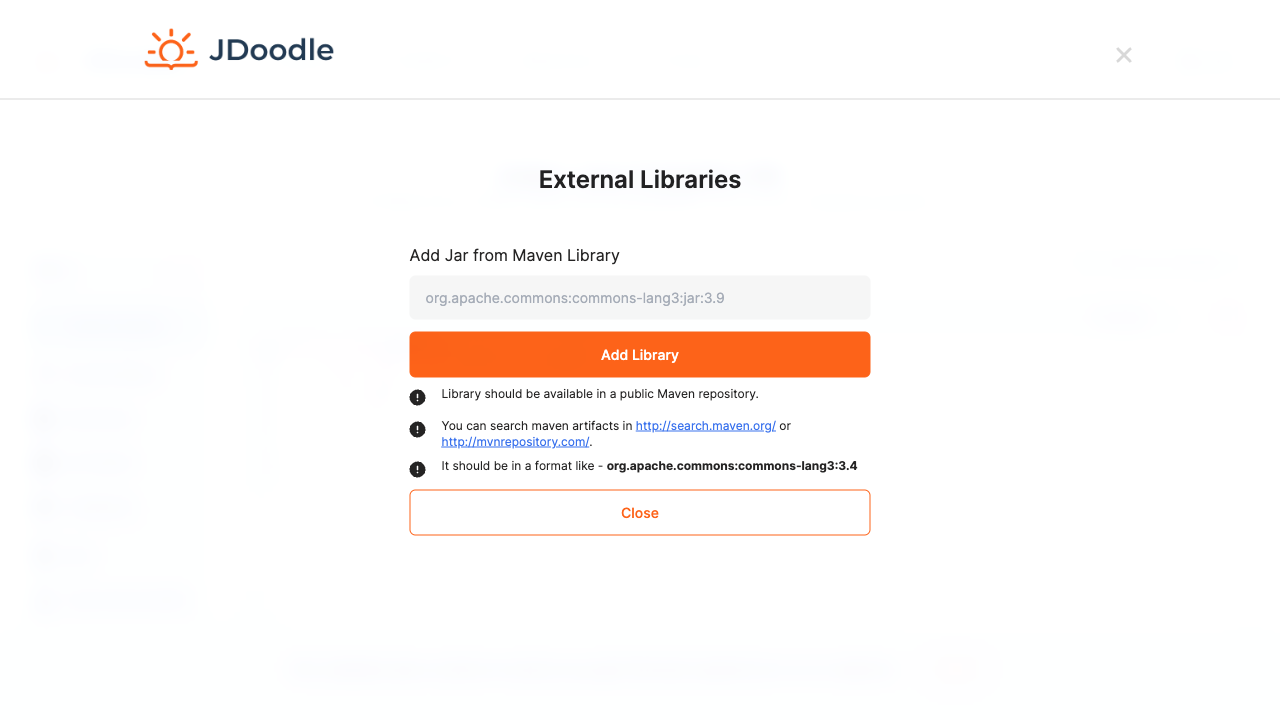 JDoodle
External Libraries
Add Jar from Maven Library
org.apache.commons:commons-lang3:jar:3.9
Add Library
Library should be available in a public Maven repository.
You can search maven artifacts in http://search.maven.org/ or
http://mvnrepository.com/.
It should be in a format like - org.apache.commons:commons-lang3:3.4
Close